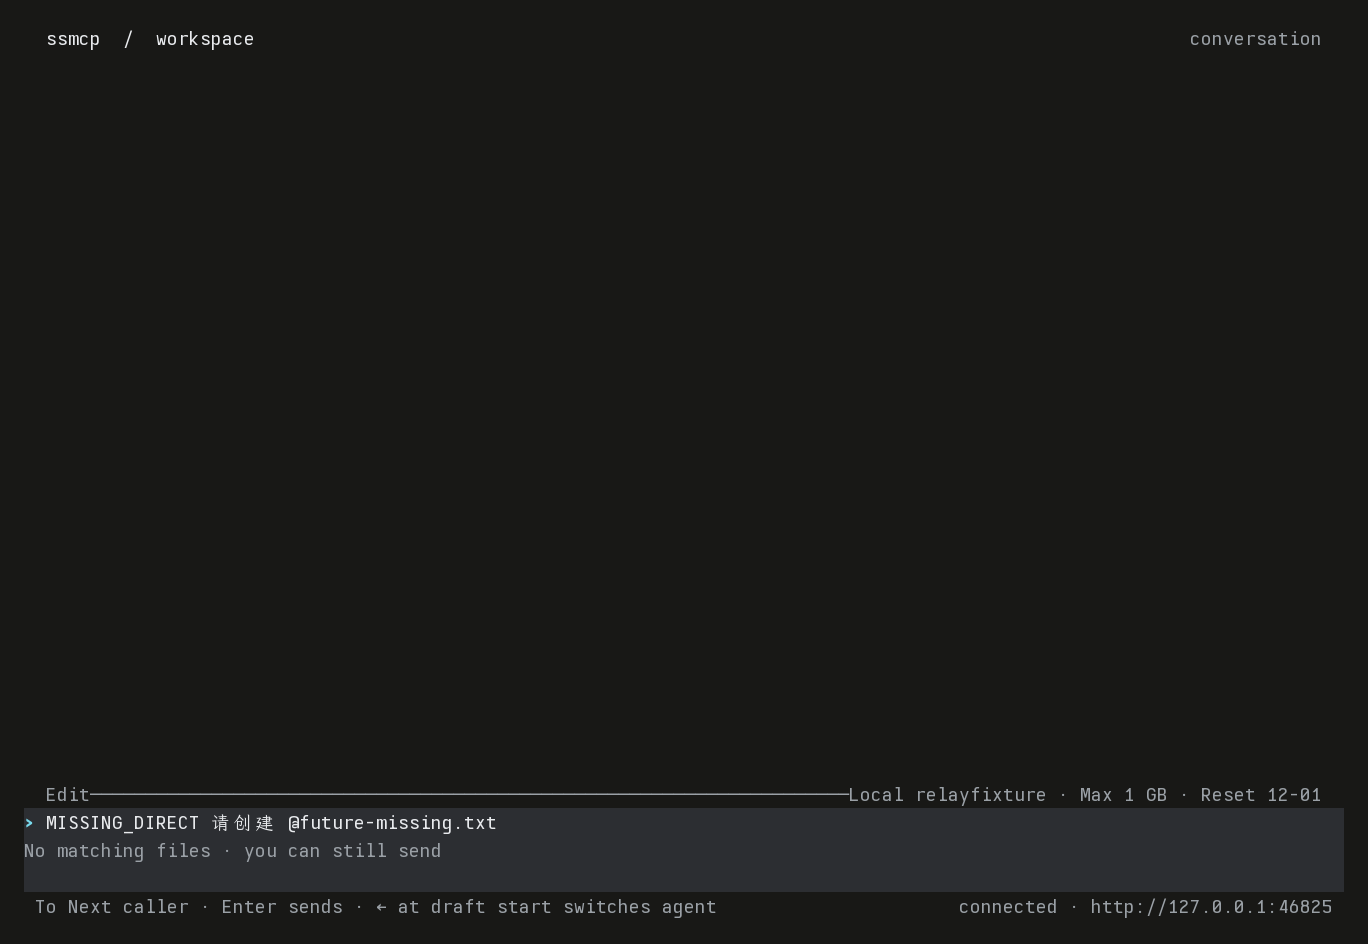 ssmcp / workspace conversation
Edit Local relayfixture · Max 1 GB · Reset 12-01
› MISSING_DIRECT 请创建 @future-missing.txt
No matching files · you can still send
To Next caller · Enter sends · ← at draft start switches agent connected · http://127.0.0.1:46825